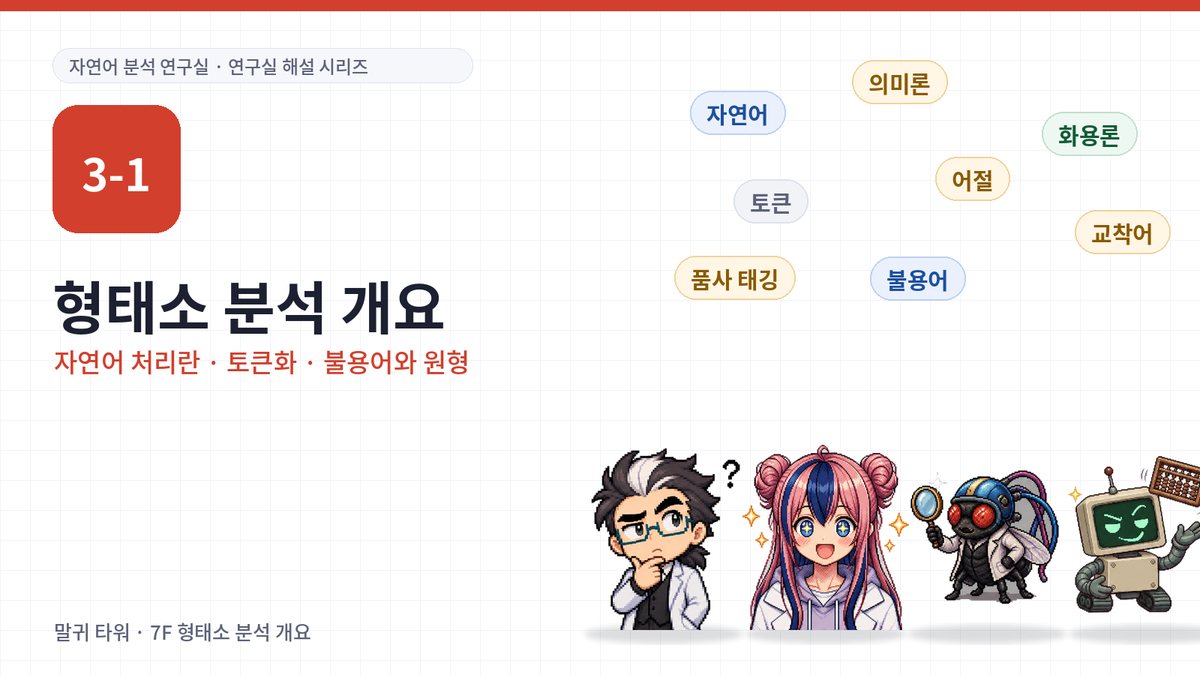 자연어 분석 연구실 · 연구실 해설 시리즈
3-1
형태소 분석 개요
자연어 처리란 · 토큰화 · 불용어와 원형
의미론
자연어
화용론
어절
토큰
교착어
품사 태깅
불용어
?
말귀 타워 · 7F 형태소 분석 개요